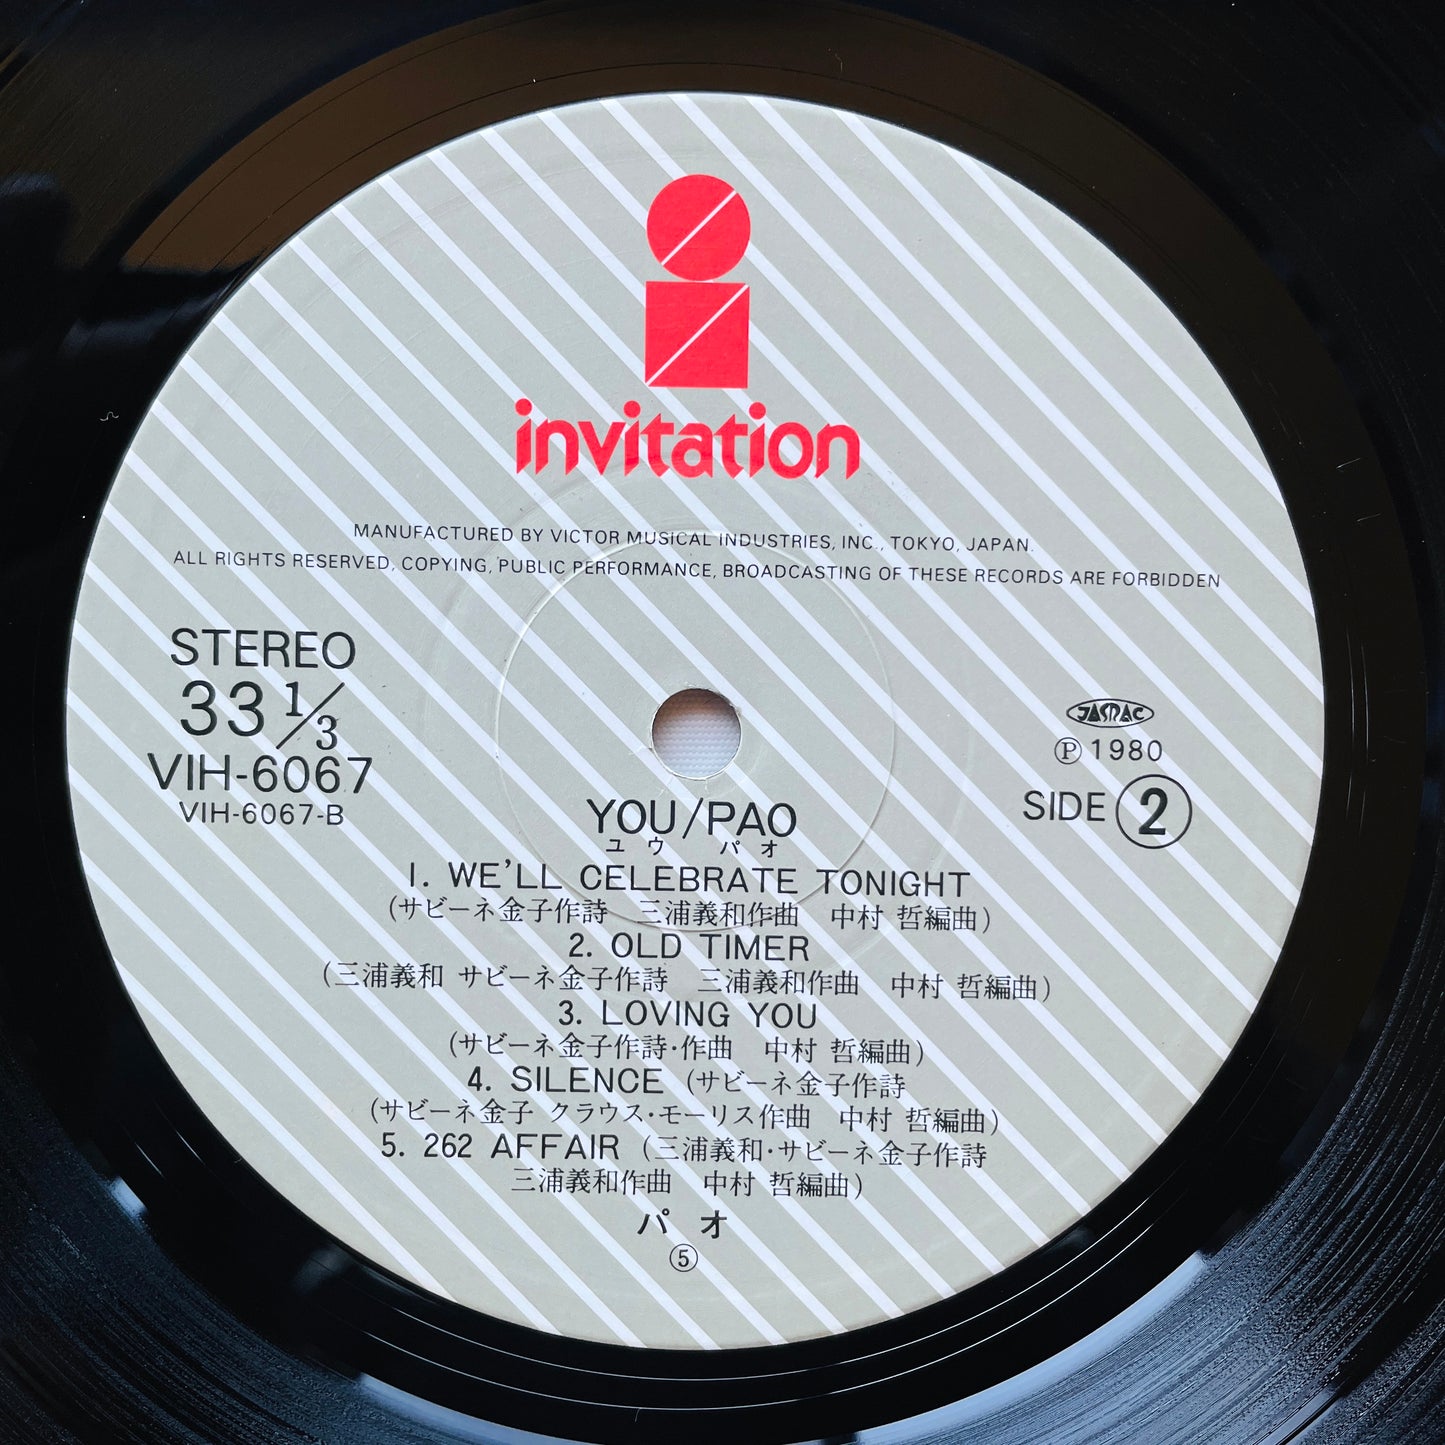 invitation
MANUFACTURED BY VICTOR MUSICAL INDUSTRIES, INC., TOKYO, JAPAN.
ALL RIGHTS RESERVED, COPYING, PUBLIC PERFORMANCE, BROADCASTING OF THESE RECORDS ARE FORBIDDEN
STEREO
33 1/3
VIH-6067
VIH-6067-B
JASRAC
Ⓟ1980
SIDE 2
YOU/PAO
ユウ パオ
1. WE'LL CELEBRATE TONIGHT
(サビーネ金子作詩 三浦義和作曲 中村 哲編曲)
2. OLD TIMER
(三浦義和 サビーネ金子作詩 三浦義和作曲 中村 哲編曲)
3. LOVING YOU
(サビーネ金子作詩・作曲 中村 哲編曲)
4. SILENCE (サビーネ金子作詩
(サビーネ金子 クラウス・モーリス作曲 中村 哲編曲)
5. 262 AFFAIR (三浦義和・サビーネ金子作詩
三浦義和作曲 中村 哲編曲)
パオ
⑤